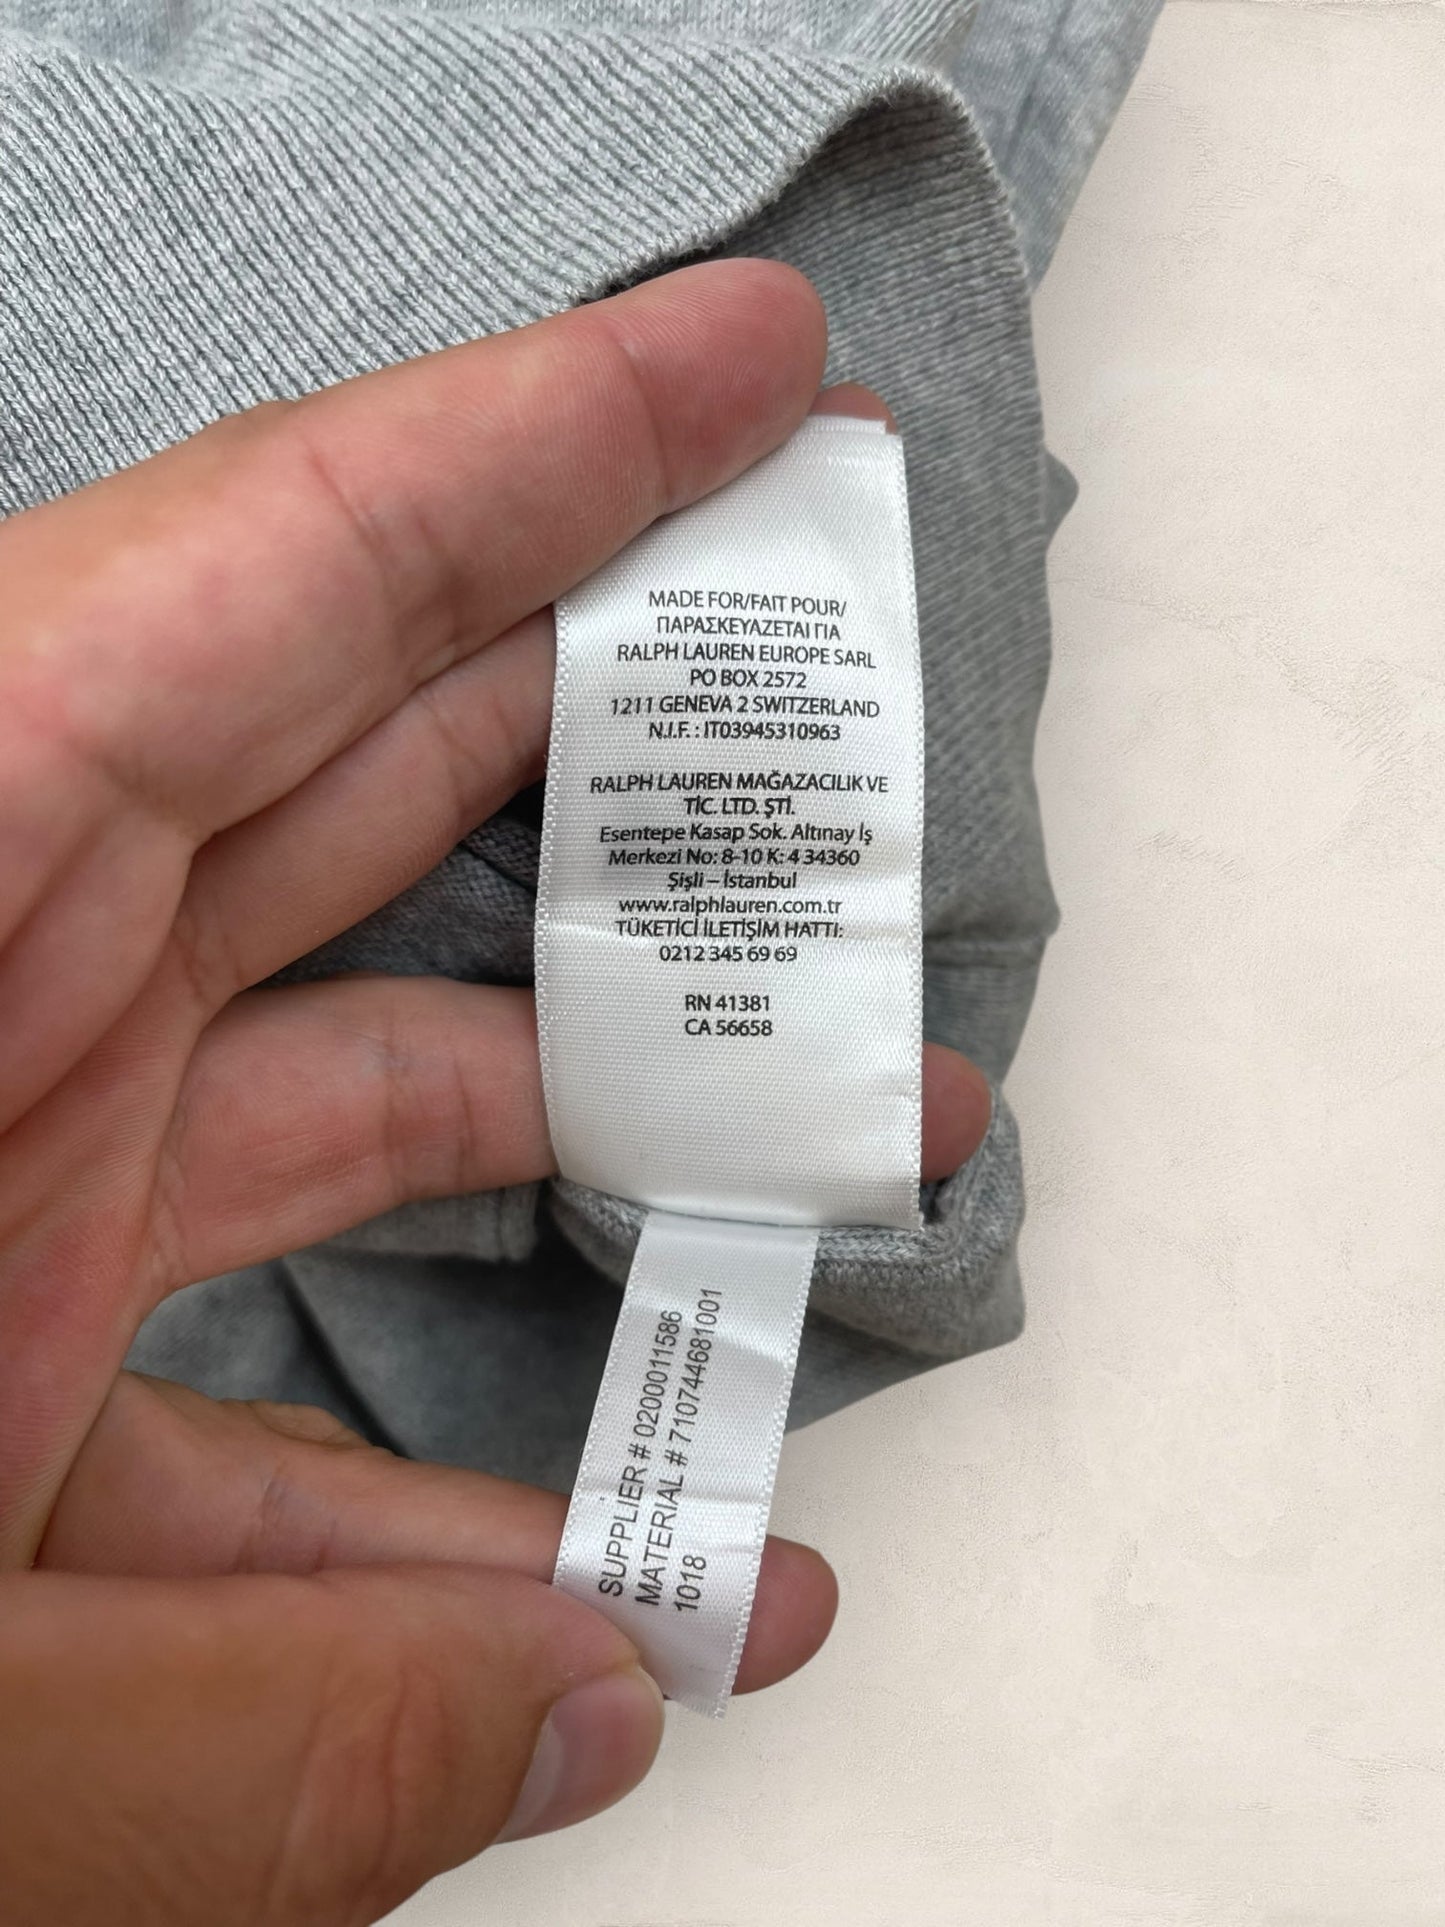 MADE FOR/FAIT POUR/
ΠΑΡΑΣΚΕΥΑΖΕΤΑΙ ΓΙΑ
RALPH LAUREN EUROPE SARL
PO BOX 2572
1211 GENEVA 2 SWITZERLAND
N.I.F. : IT03945310963
RALPH LAUREN MAĞAZACILIK VE
TİC. LTD. ŞTİ.
Esentepe Kasap Sok. Altınay İş
Merkezi No: 8-10 K: 4 34360
Şişli – İstanbul
www.ralphlauren.com.tr
TÜKETİCİ İLETİŞİM HATTI:
0212 345 69 69
RN 41381
CA 56658
SUPPLIER # 0200011586
MATERIAL # 710744681001
1018